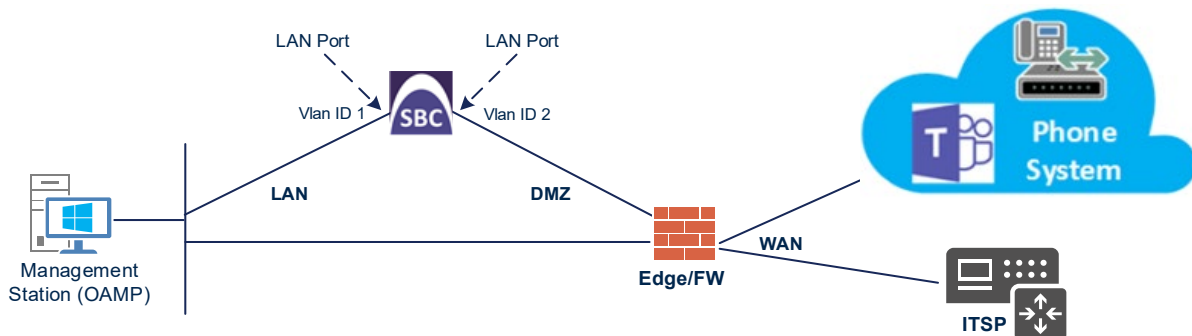 LAN Port
LAN Port
Vlan ID 1
SBC
Vlan ID 2
T
Phone
System
LAN
DMZ
WAN
Management
Station (OAMP)
Edge/FW
ITSP